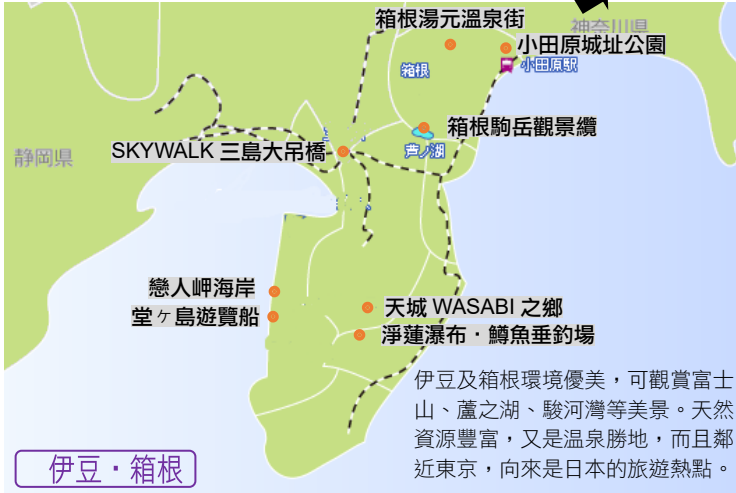 箱根湯元溫泉街
神奈川県
小田原城址公園
箱根
小田原駅
箱根駒岳觀景纜
静岡県
SKYWALK 三島大吊橋
芦ノ湖
戀人岬海岸
堂ヶ島遊覽船
天城 WASABI 之鄉
淨蓮瀑布‧鱒魚垂釣場
伊豆及箱根環境優美，可觀賞富士
山、蘆之湖、駿河灣等美景。天然
資源豐富，又是温泉勝地，而且鄰
近東京，向來是日本的旅遊熱點。
伊豆‧箱根